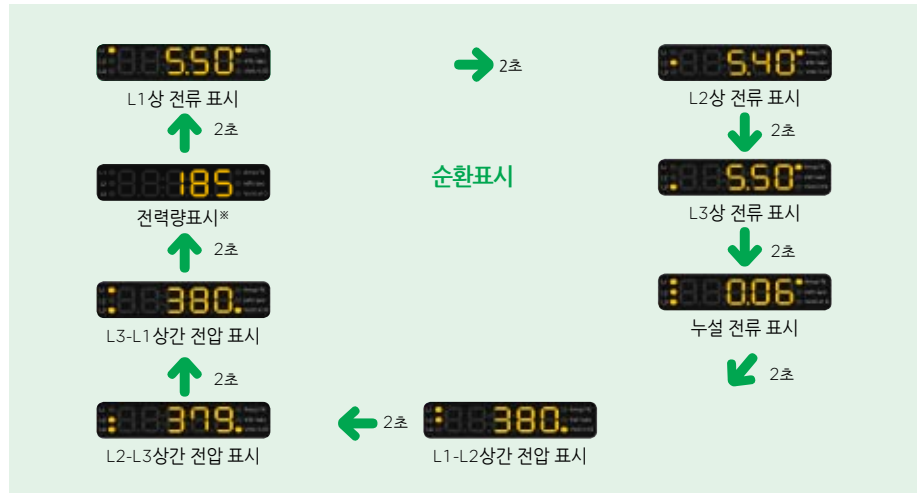 5.50
2초
5.40
L1상 전류 표시
L2상 전류 표시
2초
2초
185
순환표시
5.50
전력량표시※
L3상 전류 표시
2초
2초
380.
0.06
L3-L1상간 전압 표시
누설 전류 표시
2초
2초
379.
2초
380.
L2-L3상간 전압 표시
L1-L2상간 전압 표시